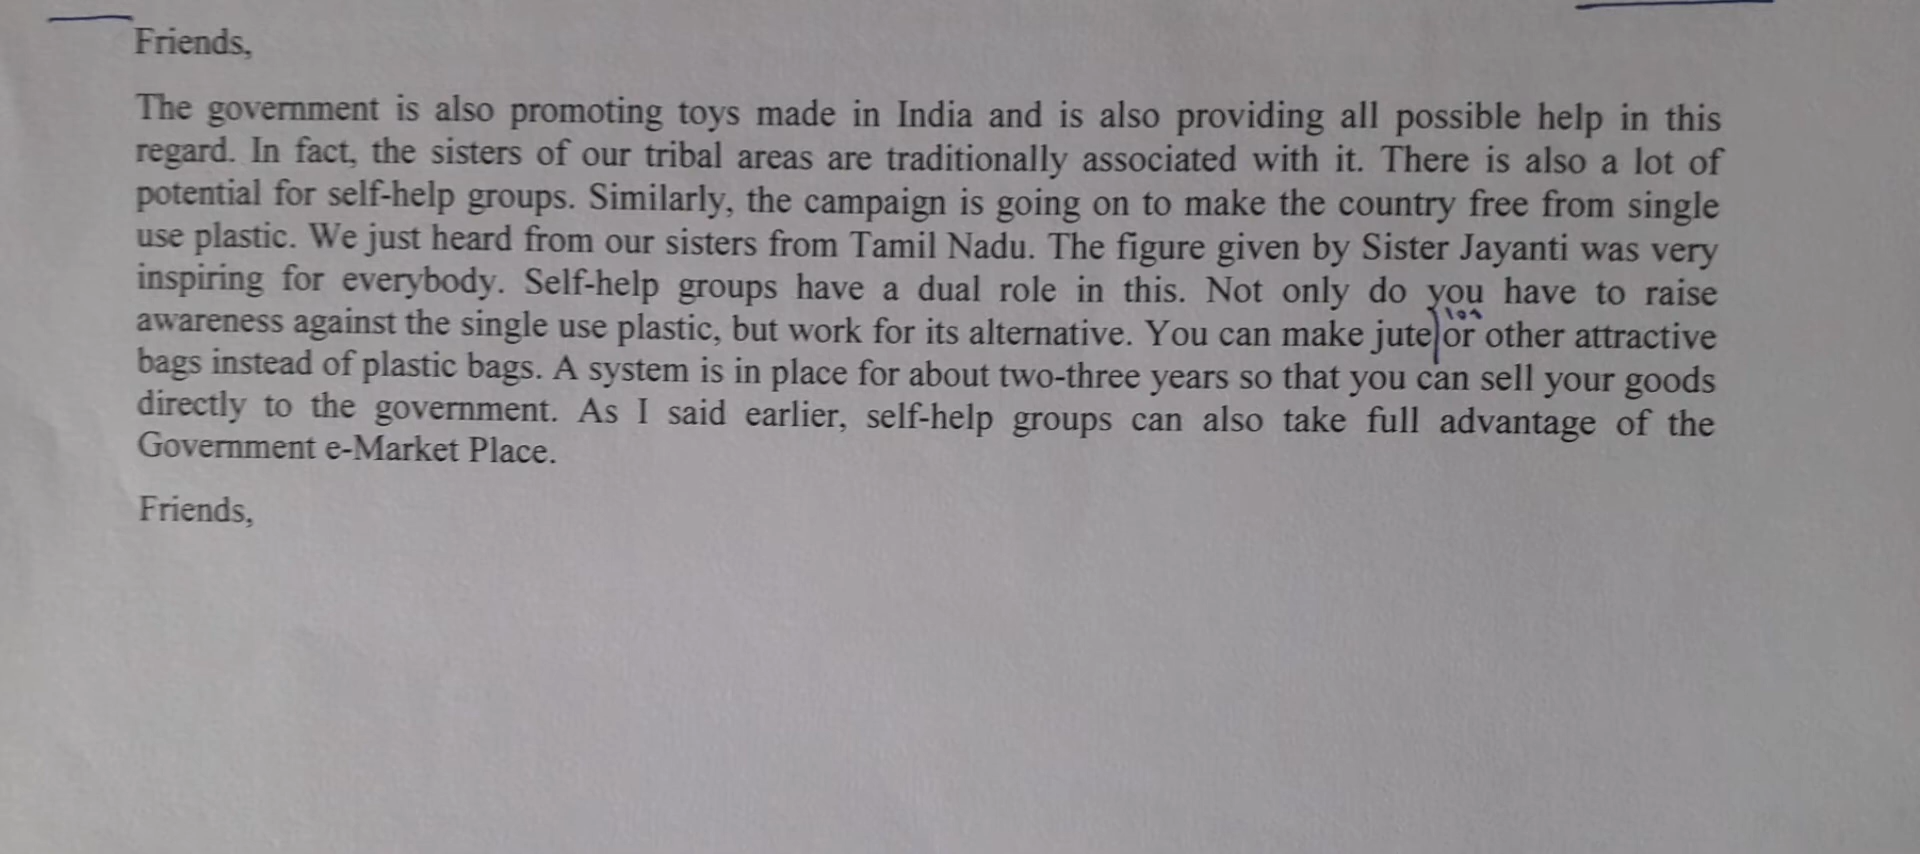 Friends,
The government is also promoting toys made in India and is also providing all possible help in this
regard. In fact, the sisters of our tribal areas are traditionally associated with it. There is also a lot of
potential for self-help groups. Similarly, the campaign is going on to make the country free from single
use plastic. We just heard from our sisters from Tamil Nadu. The figure given by Sister Jayanti was very
inspiring for everybody. Self-help groups have a dual role in this. Not only do you have to raise
awareness against the single use plastic, but work for its alternative. You can make jute or other attractive
bags instead of plastic bags. A system is in place for about two-three years so that you can sell your goods
directly to the government. As I said earlier, self-help groups can also take full advantage of the
Government e-Market Place.
Friends,